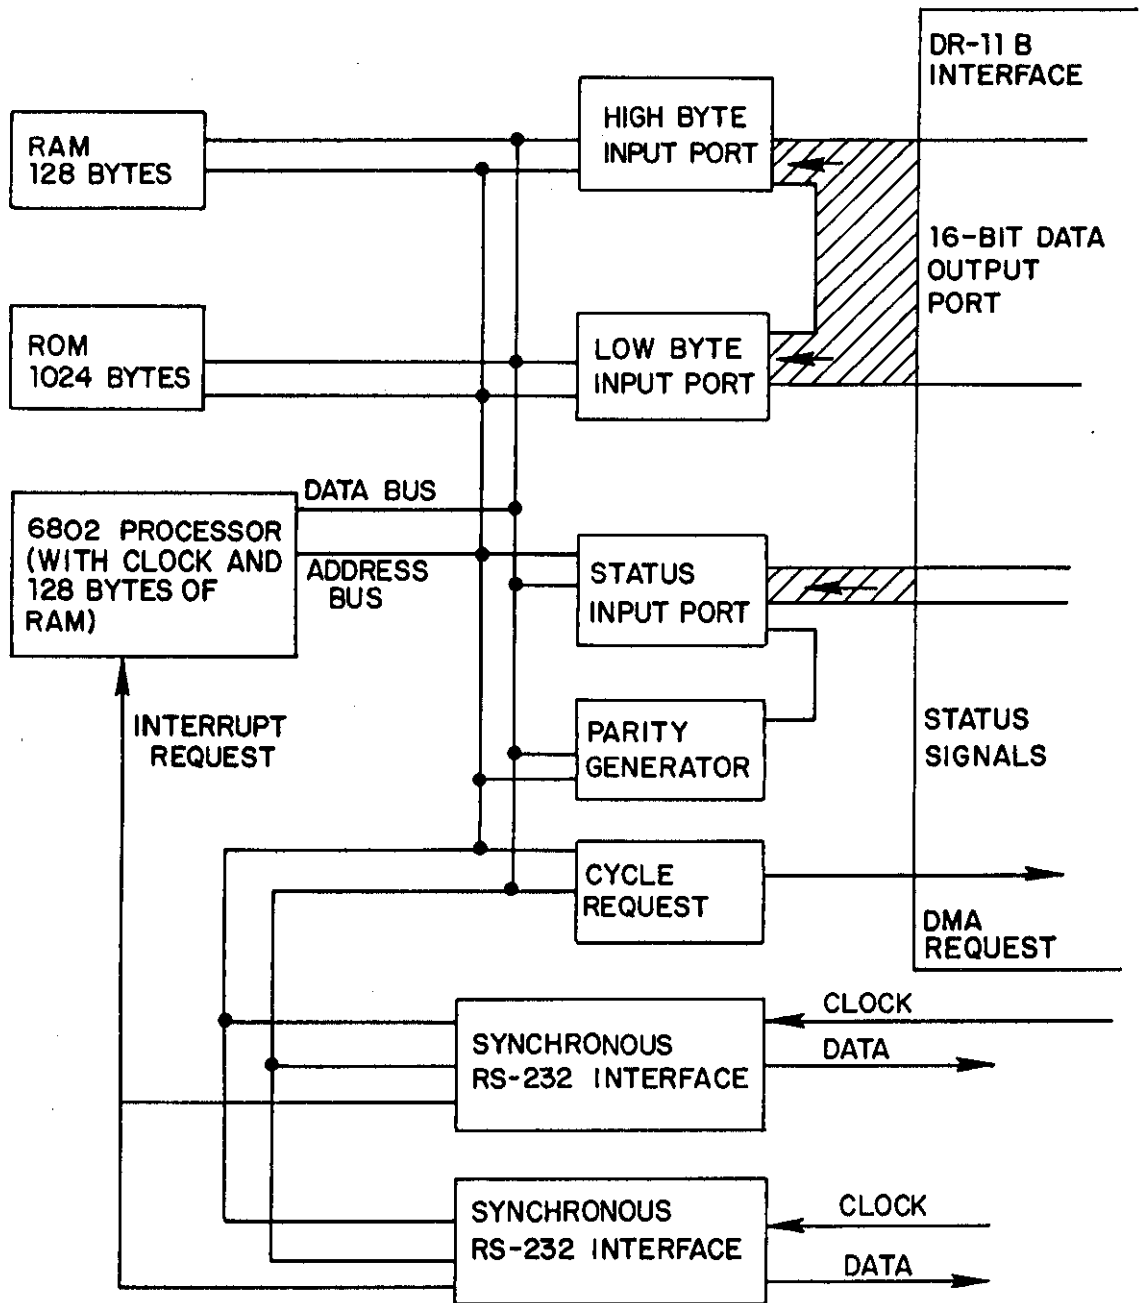 DR-11 B
INTERFACE
HIGH BYTE
INPUT PORT
RAM
128 BYTES
16-BIT DATA
OUTPUT
PORT
ROM
1024 BYTES
LOW BYTE
INPUT PORT
DATA BUS
6802 PROCESSOR
(WITH CLOCK AND
128 BYTES OF
RAM)
ADDRESS
BUS
STATUS
INPUT PORT
INTERRUPT
REQUEST
PARITY
GENERATOR
STATUS
SIGNALS
CYCLE
REQUEST
DMA
REQUEST
SYNCHRONOUS
RS-232 INTERFACE
CLOCK
DATA
SYNCHRONOUS
RS-232 INTERFACE
CLOCK
DATA